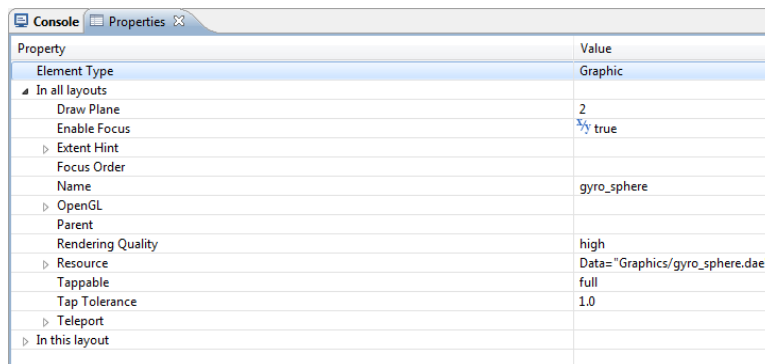 Console Properties
Property Value
Element Type Graphic
In all layouts
Draw Plane 2
Enable Focus x/y true
Extent Hint
Focus Order
Name gyro_sphere
OpenGL
Parent
Rendering Quality high
Resource Data="Graphics/gyro_sphere.dae
Tappable full
Tap Tolerance 1.0
Teleport
In this layout